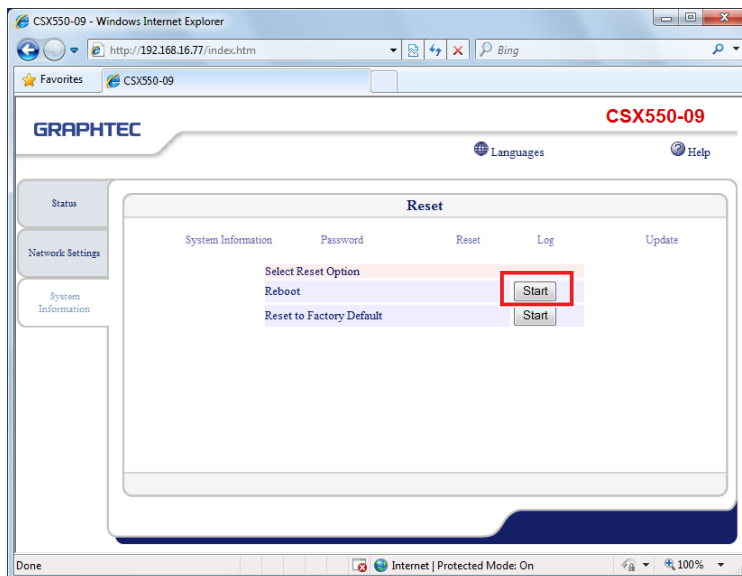 CSX550-09 - Windows Internet Explorer
http://192.168.16.77/index.htm
Bing
Favorites
CSX550-09
GRAPHTEC
CSX550-09
Languages
Help
Status
Network Settings
System
Information
Reset
System Information Password Reset Log Update
Select Reset Option
Reboot Start
Reset to Factory Default Start
Done
Internet | Protected Mode: On
100%